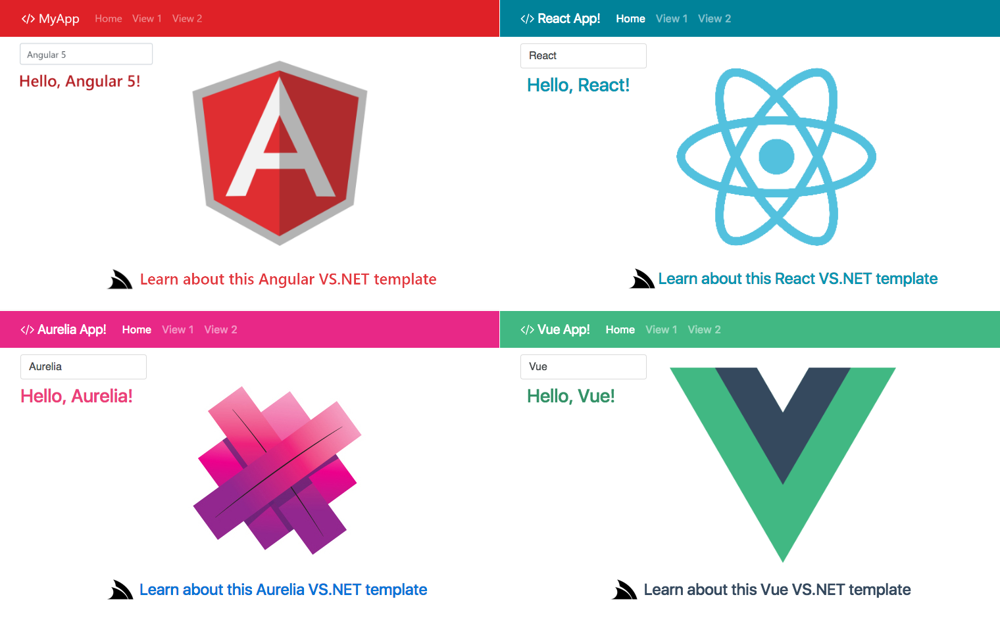 </> MyApp Home View 1 View 2
Angular 5
Hello, Angular 5!
A
Learn about this Angular VS.NET template
</> React App! Home View 1 View 2
React
Hello, React!
Learn about this React VS.NET template
</> Aurelia App! Home View 1 View 2
Aurelia
Hello, Aurelia!
Learn about this Aurelia VS.NET template
</> Vue App! Home View 1 View 2
Vue
Hello, Vue!
Learn about this Vue VS.NET template